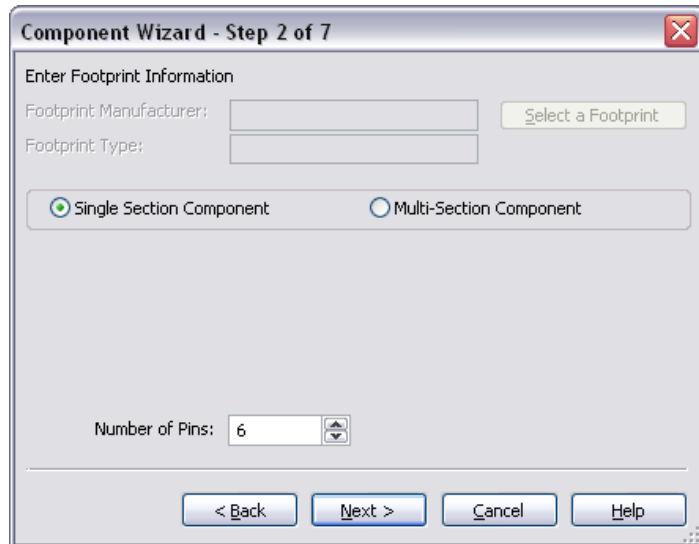 Component Wizard - Step 2 of 7
Enter Footprint Information
Footprint Manufacturer:
Select a Footprint
Footprint Type:
Single Section Component
Multi-Section Component
Number of Pins: 6
< Back
Next >
Cancel
Help